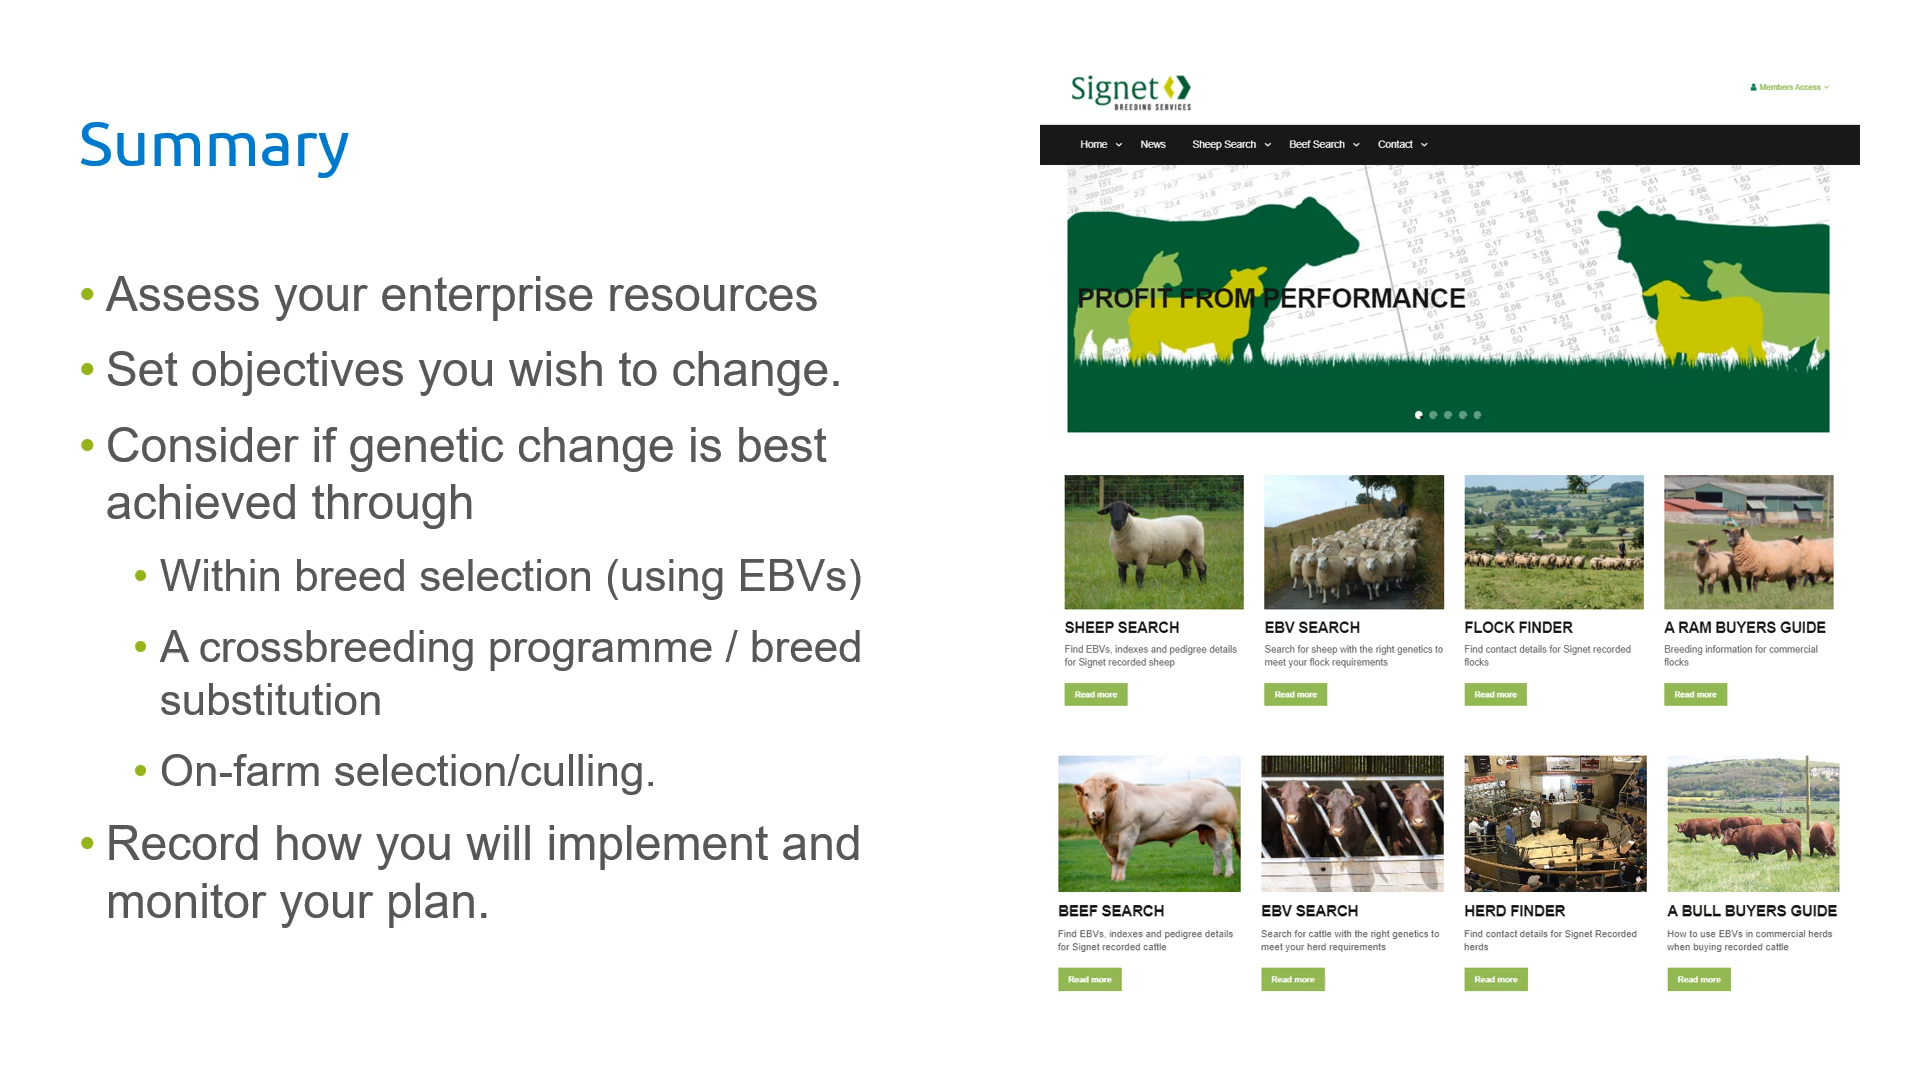 Summary
• Assess your enterprise resources
• Set objectives you wish to change.
• Consider if genetic change is best
achieved through
• Within breed selection (using EBVs)
• A crossbreeding programme / breed
substitution
• On-farm selection/culling.
• Record how you will implement and
monitor your plan.
Signet
BREEDING SERVICES
Members Access
Home News Sheep Search Beef Search Contact
PROFIT FROM PERFORMANCE
SHEEP SEARCH
Find EBVs, indexes and pedigree details
for Signet recorded sheep
Read more
EBV SEARCH
Search for sheep with the right genetics to
meet your flock requirements
Read more
FLOCK FINDER
Find contact details for Signet recorded
flocks
Read more
A RAM BUYERS GUIDE
Breeding information for commercial
flocks
Read more
BEEF SEARCH
Find EBVs, indexes and pedigree details
for Signet recorded cattle
Read more
EBV SEARCH
Search for cattle with the right genetics to
meet your herd requirements
Read more
HERD FINDER
Find contact details for Signet Recorded
herds
Read more
A BULL BUYERS GUIDE
How to use EBVs in commercial herds
when buying recorded cattle
Read more